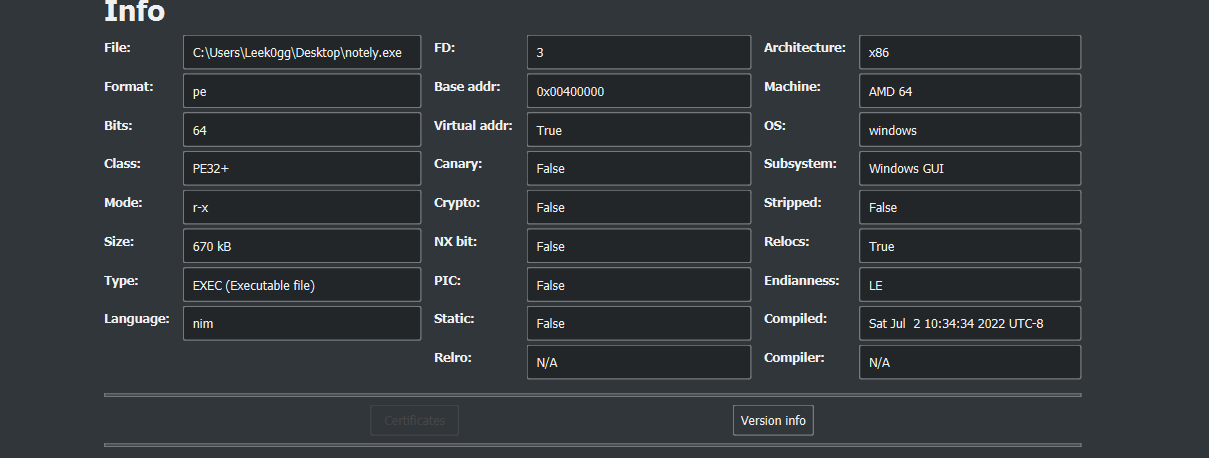 Info
File: C:\Users\Leek0gg\Desktop\notely.exe FD: 3 Architecture: x86
Format: pe Base addr: 0x00400000 Machine: AMD 64
Bits: 64 Virtual addr: True OS: windows
Class: PE32+ Canary: False Subsystem: Windows GUI
Mode: r-x Crypto: False Stripped: False
Size: 670 kB NX bit: False Relocs: True
Type: EXEC (Executable file) PIC: False Endianness: LE
Language: nim Static: False Compiled: Sat Jul  2 10:34:34 2022 UTC-8
Relro: N/A Compiler: N/A
Certificates Version info